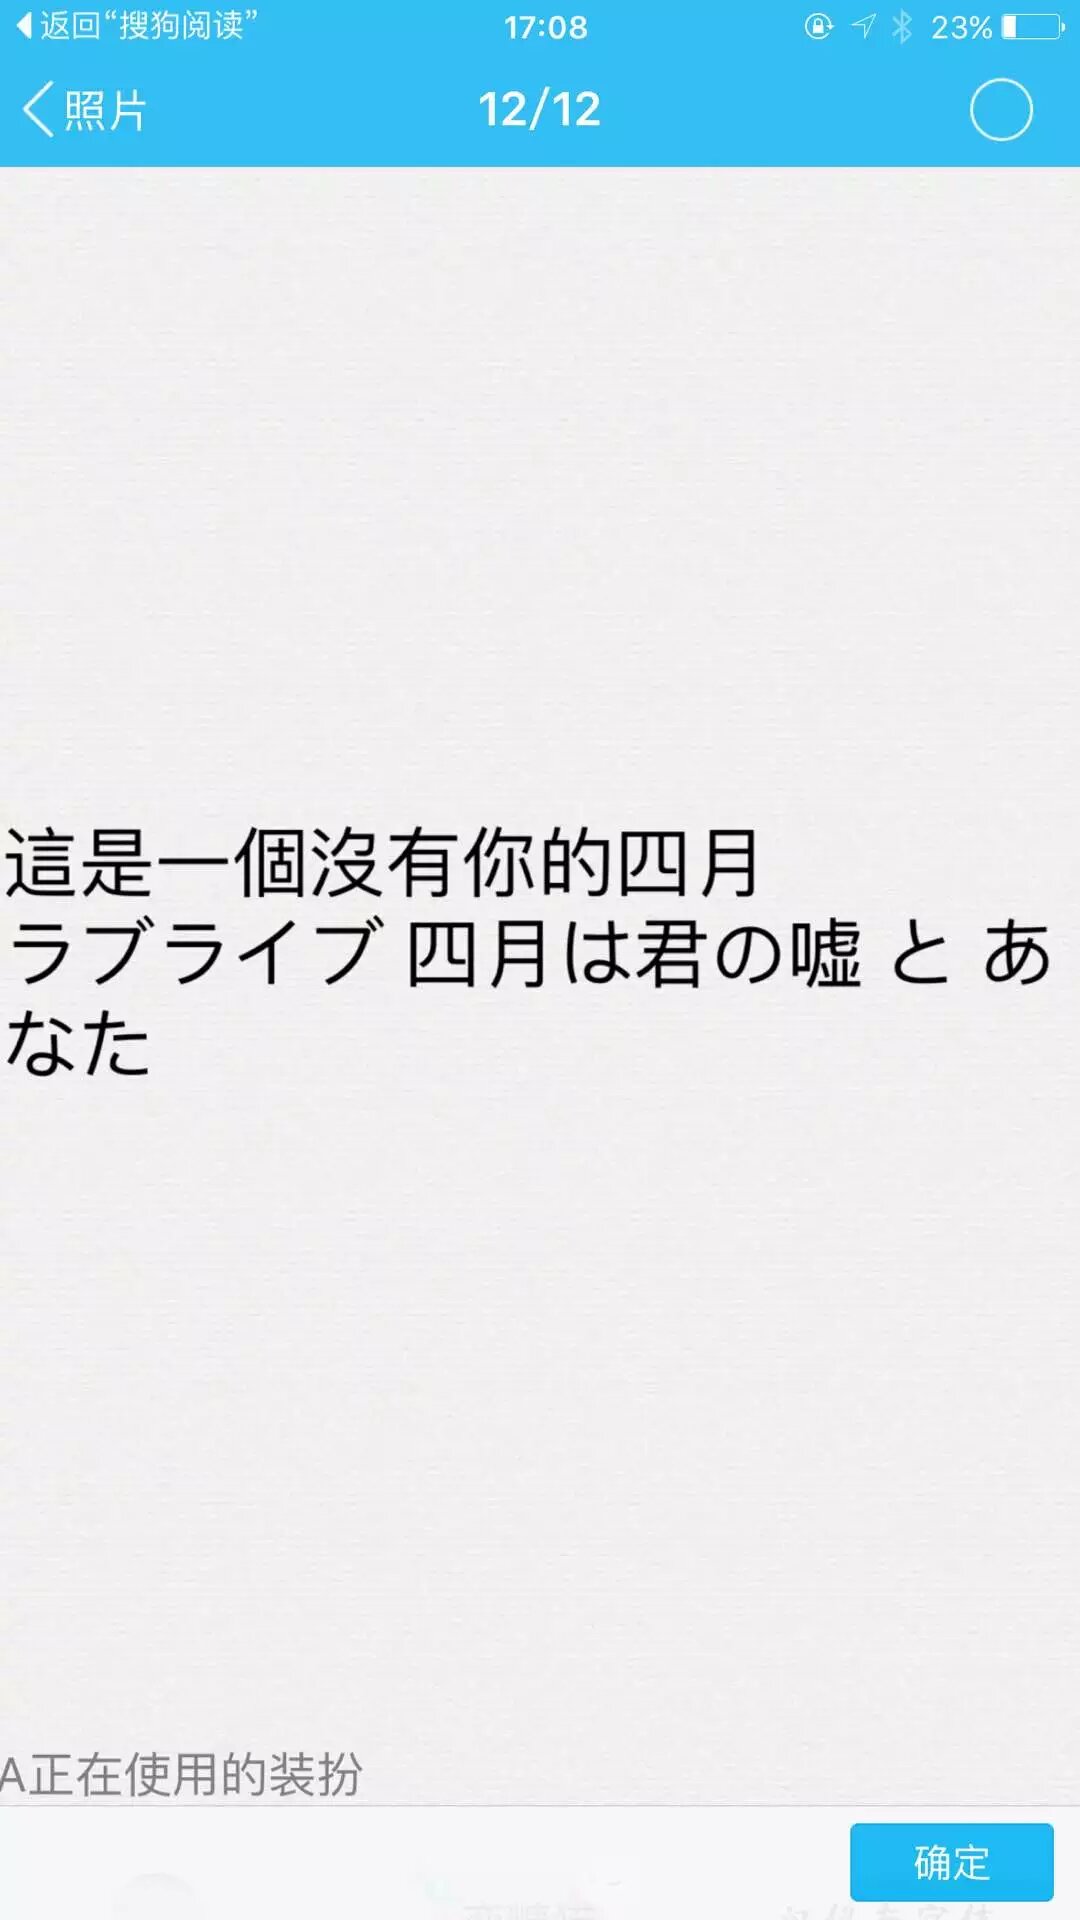 返回“搜狗阅读”
17:08
23%
照片
12/12
這是一個沒有你的四月
ラブライブ 四月は君の嘘 と あ
なた
A正在使用的装扮
确定